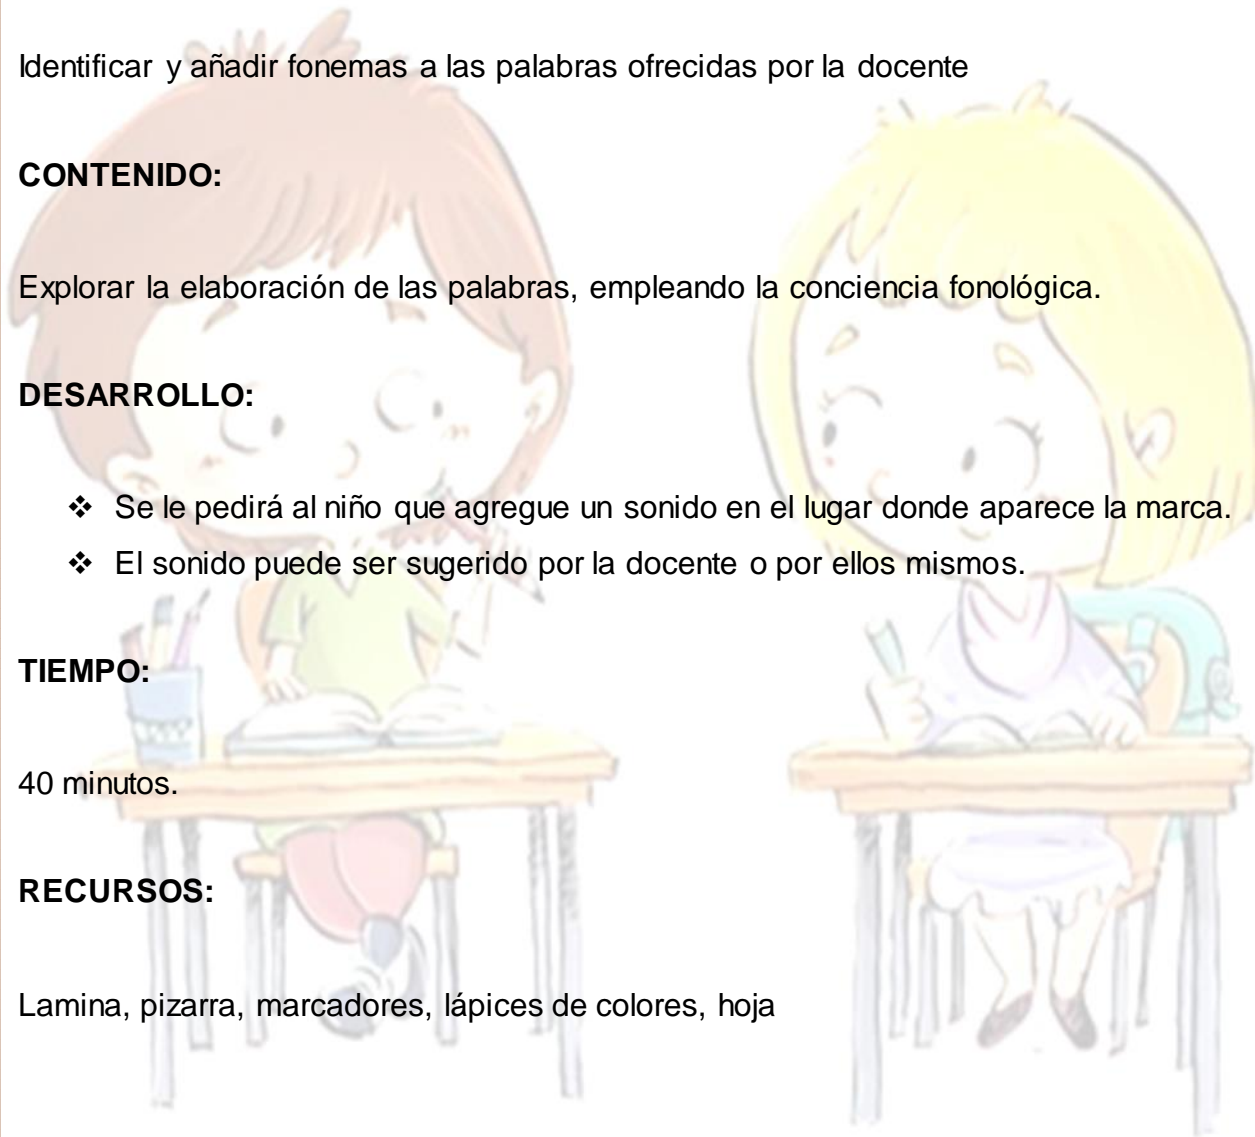 Identificar y añadir fonemas a las palabras ofrecidas por la docente
CONTENIDO:
Explorar la elaboración de las palabras, empleando la conciencia fonológica.
DESARROLLO:
❖ Se le pedirá al niño que agregue un sonido en el lugar donde aparece la marca.
❖ El sonido puede ser sugerido por la docente o por ellos mismos.
TIEMPO:
40 minutos.
RECURSOS:
Lamina, pizarra, marcadores, lápices de colores, hoja